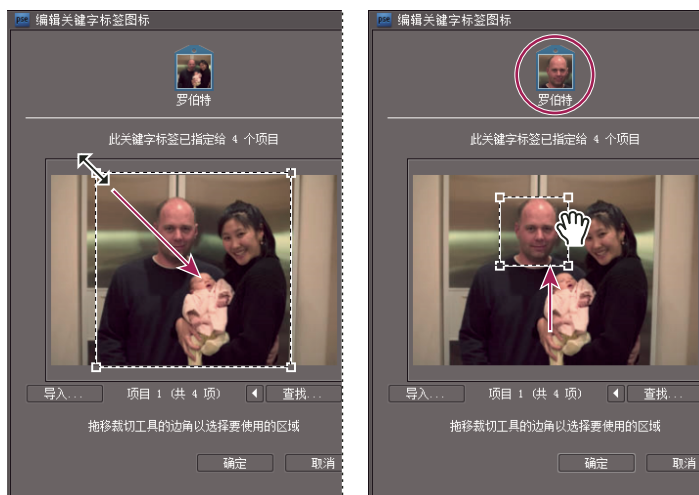 pse 编辑关键字标签图标
罗伯特
此关键字标签已指定给 4 个项目
导入... 项目 1 (共 4 项) 查找...
拖移裁切工具的边角以选择要使用的区域
确定 取消
pse 编辑关键字标签图标
罗伯特
此关键字标签已指定给 4 个项目
导入... 项目 1 (共 4 项) 查找...
拖移裁切工具的边角以选择要使用的区域
确定 取消